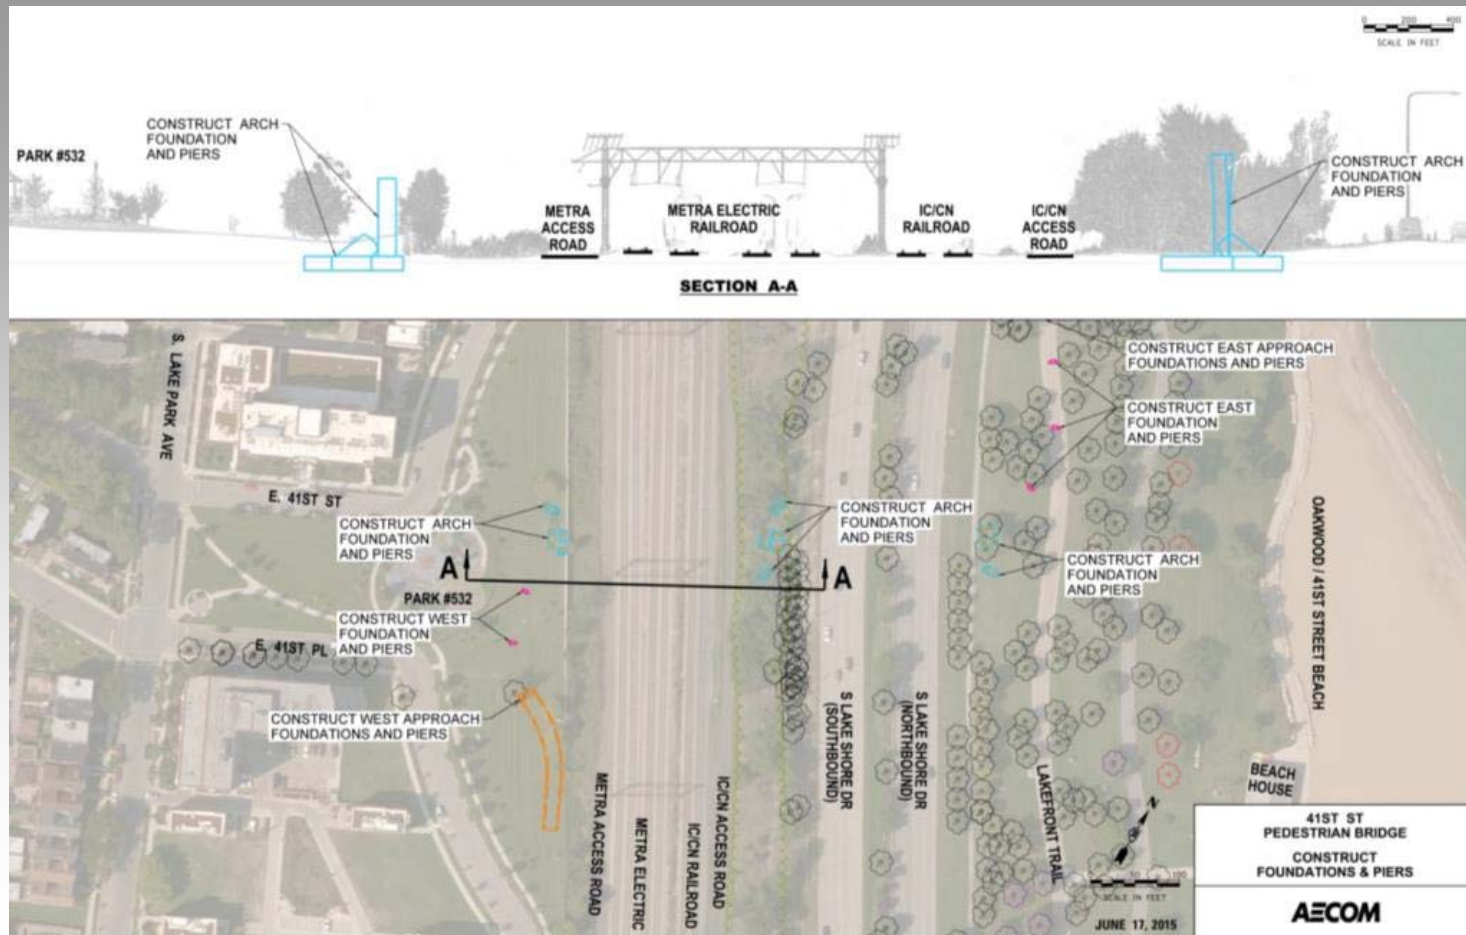 0 200 400
SCALE IN FEET
CONSTRUCT ARCH
FOUNDATION
AND PIERS
PARK #532
CONSTRUCT ARCH
FOUNDATION
AND PIERS
METRA
ACCESS
ROAD
METRA ELECTRIC
RAILROAD
IC/CN
RAILROAD
IC/CN
ACCESS
ROAD
SECTION A-A
S. LAKE PARK AVE
E. 41ST ST
CONSTRUCT EAST APPROACH
FOUNDATIONS AND PIERS
CONSTRUCT EAST
FOUNDATION
AND PIERS
CONSTRUCT ARCH
FOUNDATION
AND PIERS
CONSTRUCT ARCH
FOUNDATION
AND PIERS
CONSTRUCT ARCH
FOUNDATION
AND PIERS
A
A
PARK #532
CONSTRUCT WEST
FOUNDATION
AND PIERS
E. 41ST PL
CONSTRUCT WEST APPROACH
FOUNDATIONS AND PIERS
METRA ACCESS ROAD
METRA ELECTRIC
IC/CN RAILROAD
IC/CN ACCESS ROAD
S LAKE SHORE DR
(SOUTHBOUND)
S LAKE SHORE DR
(NORTHBOUND)
LAKEFRONT TRAIL
OAKWOOD / 41ST STREET BEACH
BEACH
HOUSE
N
50 100
SCALE IN FEET
JUNE 17, 2015
41ST ST
PEDESTRIAN BRIDGE
CONSTRUCT
FOUNDATIONS & PIERS
AECOM